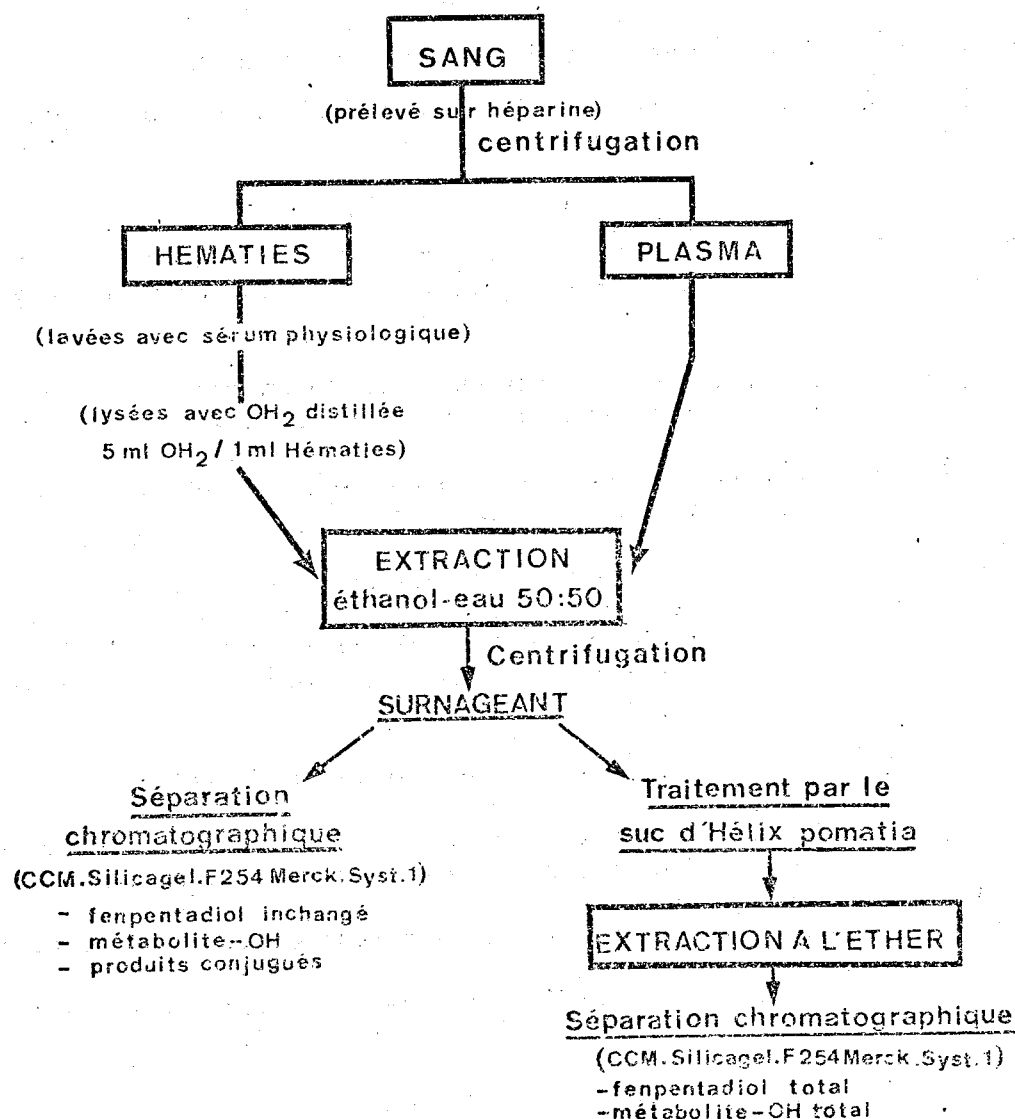 SANG
(prélevé sur héparine)
centrifugation
HEMATIES
PLASMA
(lavées avec sérum physiologique)
(lysées avec OH₂ distillée
5 ml OH₂ / 1 ml Hématies)
EXTRACTION
éthanol-eau 50:50
Centrifugation
SURNAGEANT
Séparation
chromatographique
(CCM.Silicagel.F254 Merck.Syst.1)
- fenpentadiol inchangé
- métabolite-OH
- produits conjugués
Traitement par le
suc d'Hélix pomatia
EXTRACTION A L'ETHER
Séparation chromatographique
(CCM.Silicagel.F254 Merck.Syst.1)
-fenpentadiol total
-métabolite-OH total